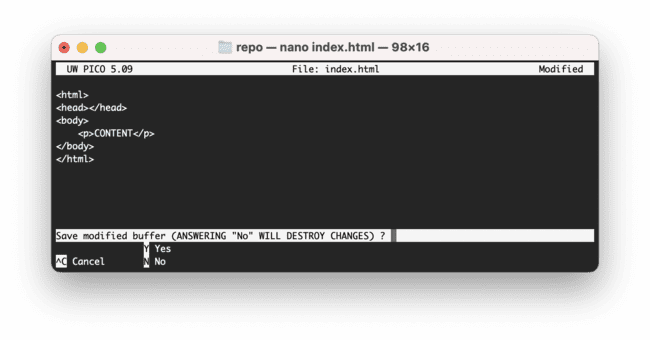 repo — nano index.html — 98×16
UW PICO 5.09 File: index.html Modified
<html>
<head></head>
<body>
    <p>CONTENT</p>
</body>
</html>
Save modified buffer (ANSWERING "No" WILL DESTROY CHANGES) ?
Y Yes
^C Cancel N No